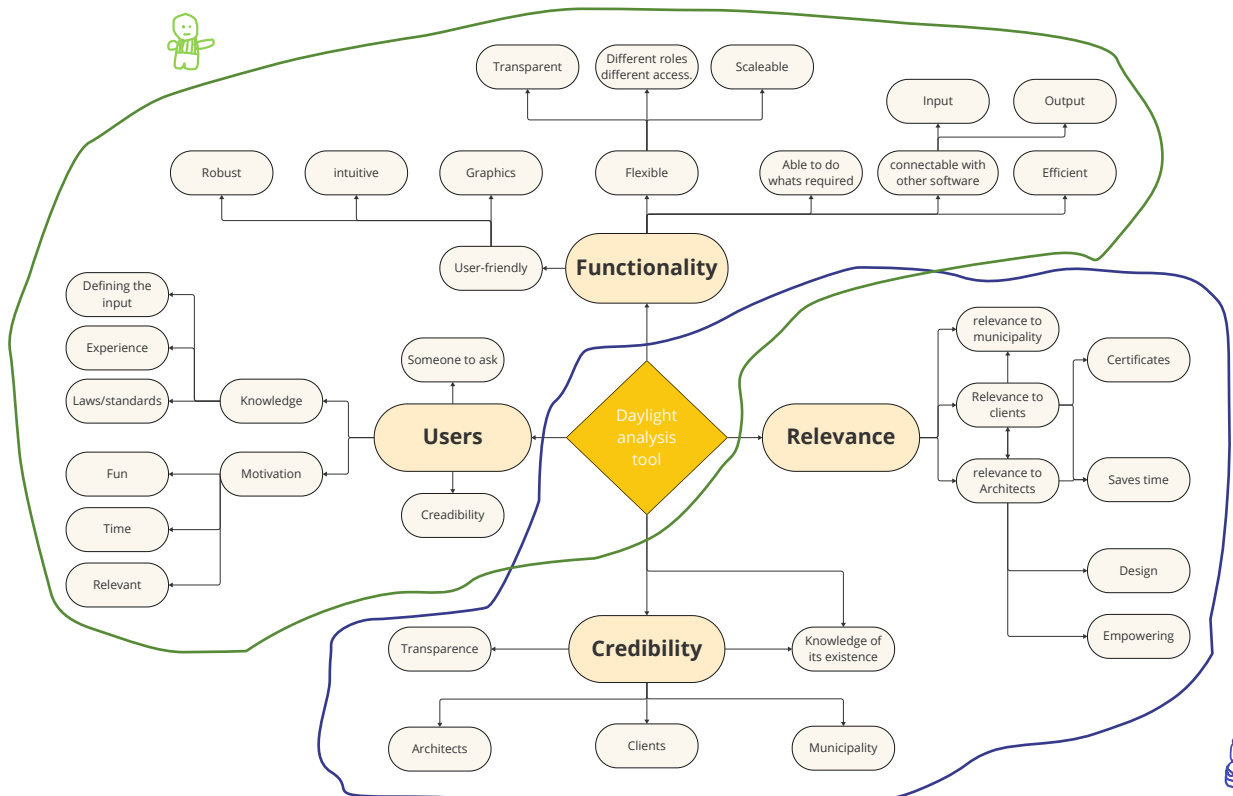 Transparent
Different roles
different access.
Scaleable
Input
Output
Robust
intuitive
Graphics
Flexible
Able to do
whats required
connectable with
other software
Efficient
User-friendly
Functionality
Defining the
input
Experience
Laws/standards
Knowledge
Someone to ask
Users
Fun
Motivation
Time
Relevant
Creadibility
Daylight
analysis
tool
Relevance
relevance to
municipality
Relevance to
clients
relevance to
Architects
Certificates
Saves time
Design
Empowering
Transparence
Credibility
Knowledge of
its existence
Architects
Clients
Municipality